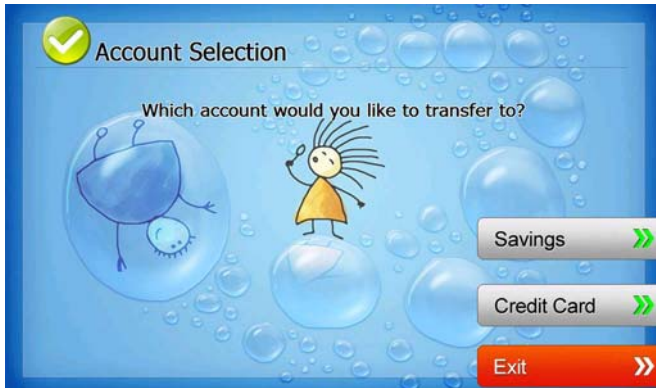 Account Selection
Which account would you like to transfer to?
Savings
Credit Card
Exit